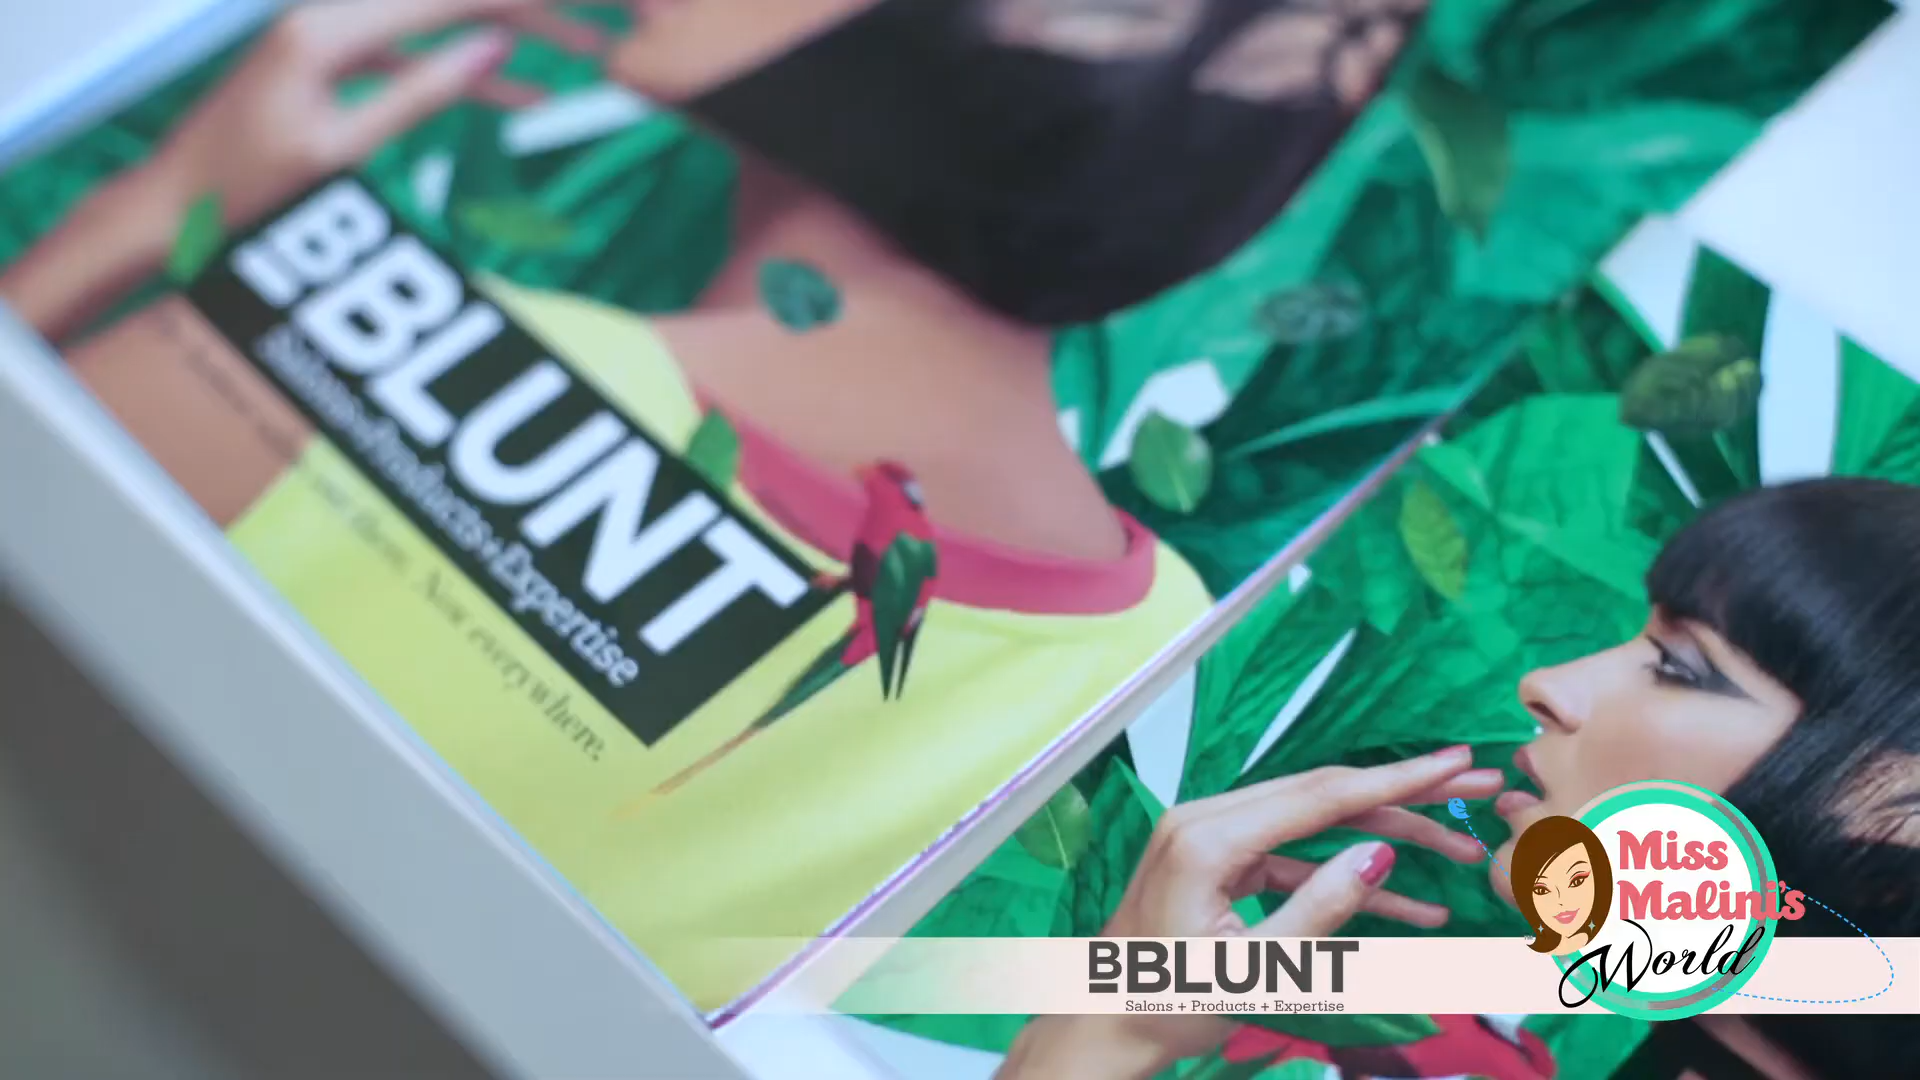 BBLUNT
Salons+Products+Expertise
Now everywhere.
BBLUNT
Salons + Products + Expertise
Miss
Malini's
World